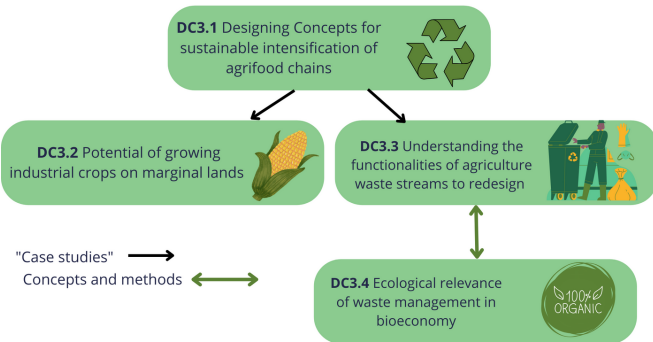 DC3.1 Designing Concepts for
sustainable intensification of
agrifood chains
DC3.2 Potential of growing
industrial crops on marginal lands
DC3.3 Understanding the
functionalities of agriculture
waste streams to redesign
"Case studies"
Concepts and methods
DC3.4 Ecological relevance
of waste management in
bioeconomy
100%
ORGANIC